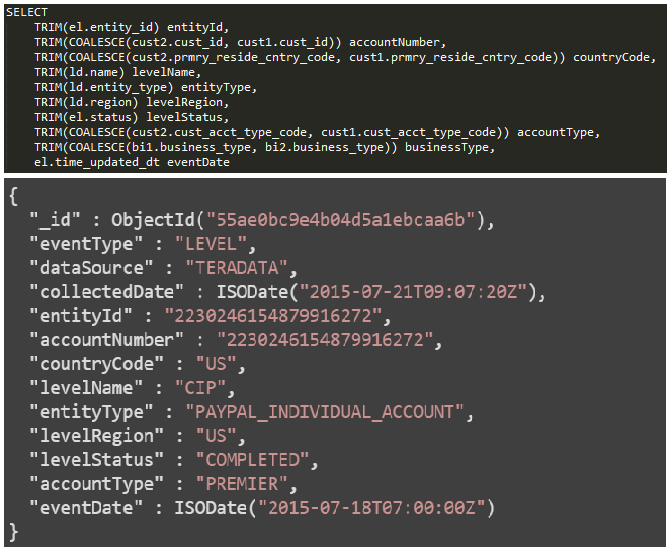 SELECT
TRIM(el.entity_id) entityId,
TRIM(COALESCE(cust2.cust_id, cust1.cust_id)) accountNumber,
TRIM(COALESCE(cust2.prmry_reside_cntry_code, cust1.prmry_reside_cntry_code)) countryCode,
TRIM(ld.name) levelName,
TRIM(ld.entity_type) entityType,
TRIM(ld.region) levelRegion,
TRIM(el.status) levelStatus,
TRIM(COALESCE(cust2.cust_acct_type_code, cust1.cust_acct_type_code)) accountType,
TRIM(COALESCE(bi1.business_type, bi2.business_type)) businessType,
el.time_updated_dt eventDate
{
"_id" : ObjectId("55ae0bc9e4b04d5a1ebcaa6b"),
"eventType" : "LEVEL",
"dataSource" : "TERADATA",
"collectedDate" : ISODate("2015-07-21T09:07:20Z"),
"entityId" : "2230246154879916272",
"accountNumber" : "2230246154879916272",
"countryCode" : "US",
"levelName" : "CIP",
"entityType" : "PAYPAL_INDIVIDUAL_ACCOUNT",
"levelRegion" : "US",
"levelStatus" : "COMPLETED",
"accountType" : "PREMIER",
"eventDate" : ISODate("2015-07-18T07:00:00Z")
}